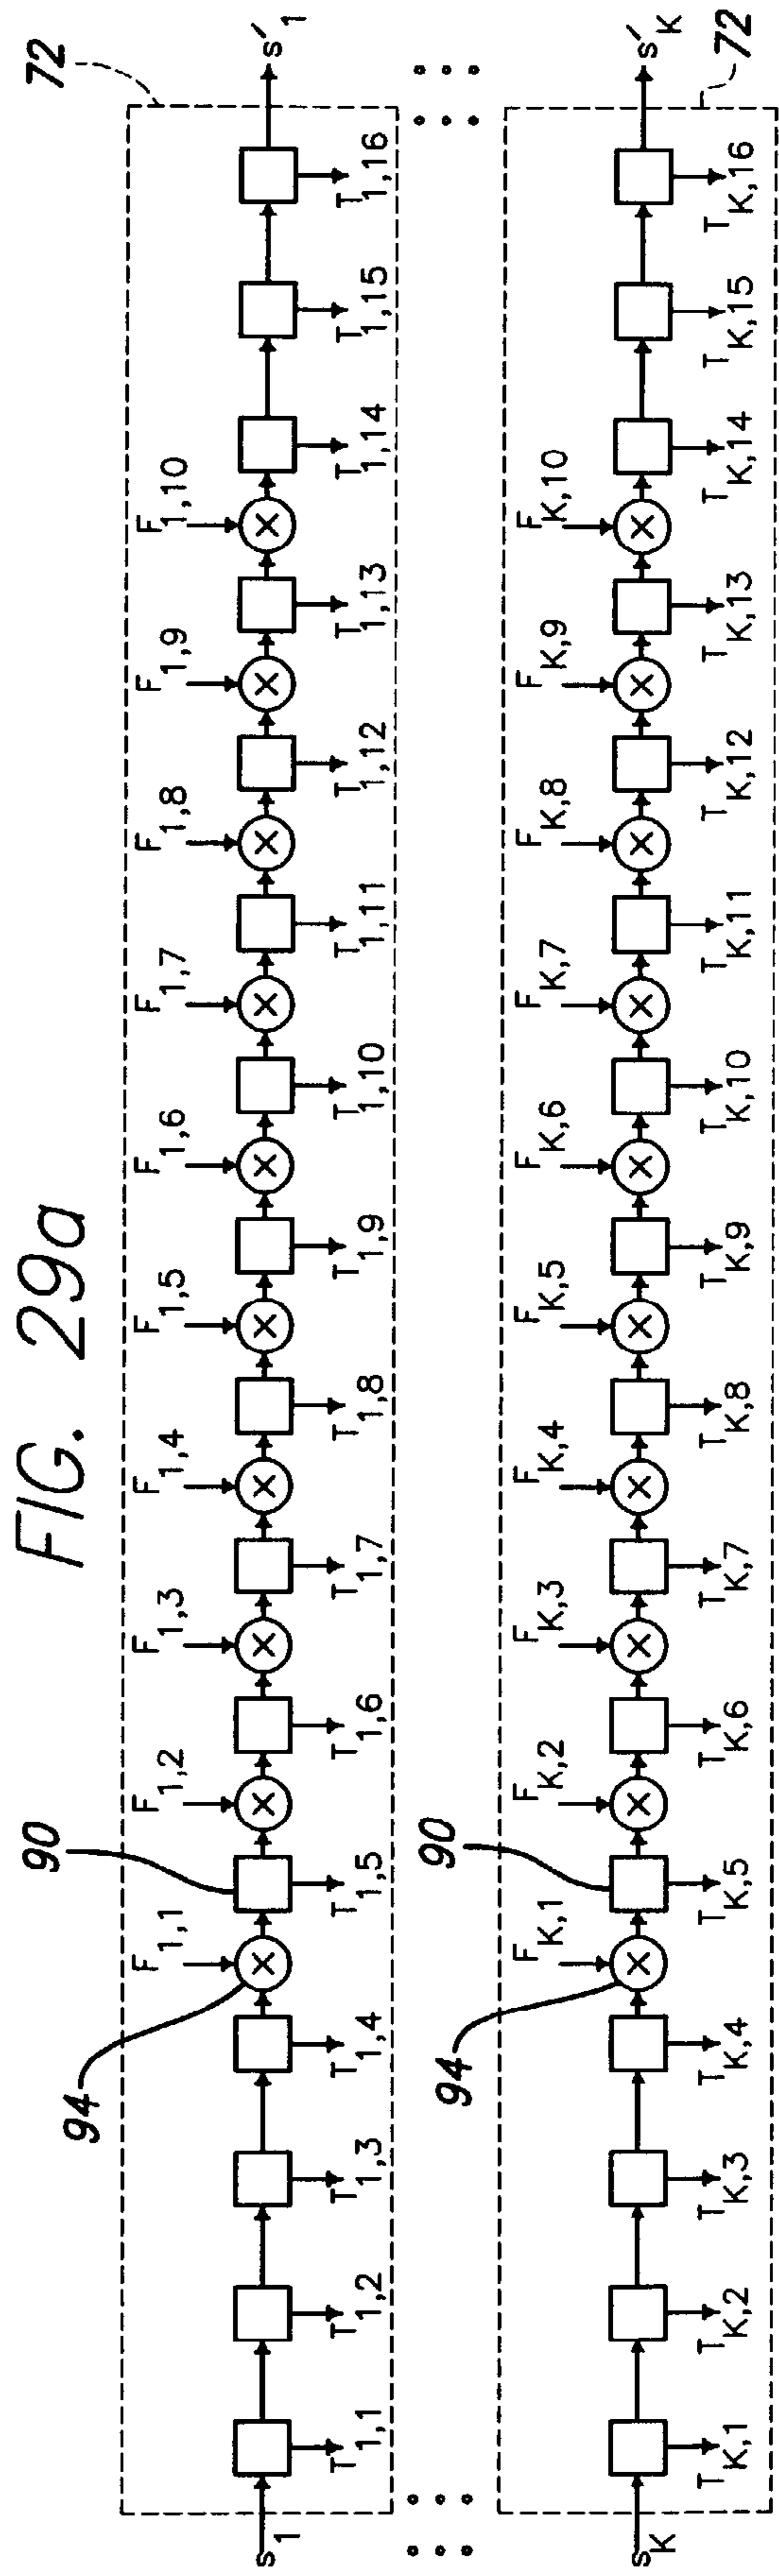 FIG. 29a
72
F1,1 F1,2 F1,3 F1,4 F1,5 F1,6 F1,7 F1,8 F1,9 F1,10
94 90
s1 s'1
T1,1 T1,2 T1,3 T1,4 T1,5 T1,6 T1,7 T1,8 T1,9 T1,10 T1,11 T1,12 T1,13 T1,14 T1,15 T1,16
94 90
FK,1 FK,2 FK,3 FK,4 FK,5 FK,6 FK,7 FK,8 FK,9 FK,10
sK s'K
TK,1 TK,2 TK,3 TK,4 TK,5 TK,6 TK,7 TK,8 TK,9 TK,10 TK,11 TK,12 TK,13 TK,14 TK,15 TK,16
72